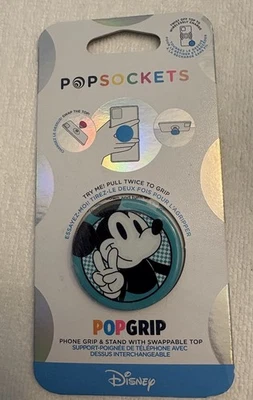 POPSOCKETS
TRY ME! PULL TWICE TO GRIP
ESSAYEZ-MOI! TIREZ-LE DEUX FOIS POUR L'AGRIPPER
POPGRIP
PHONE GRIP & STAND WITH SWAPPABLE TOP
SUPPORT-POIGNÉE DE TÉLÉPHONE AVEC
DESSUS INTERCHANGEABLE
Disney